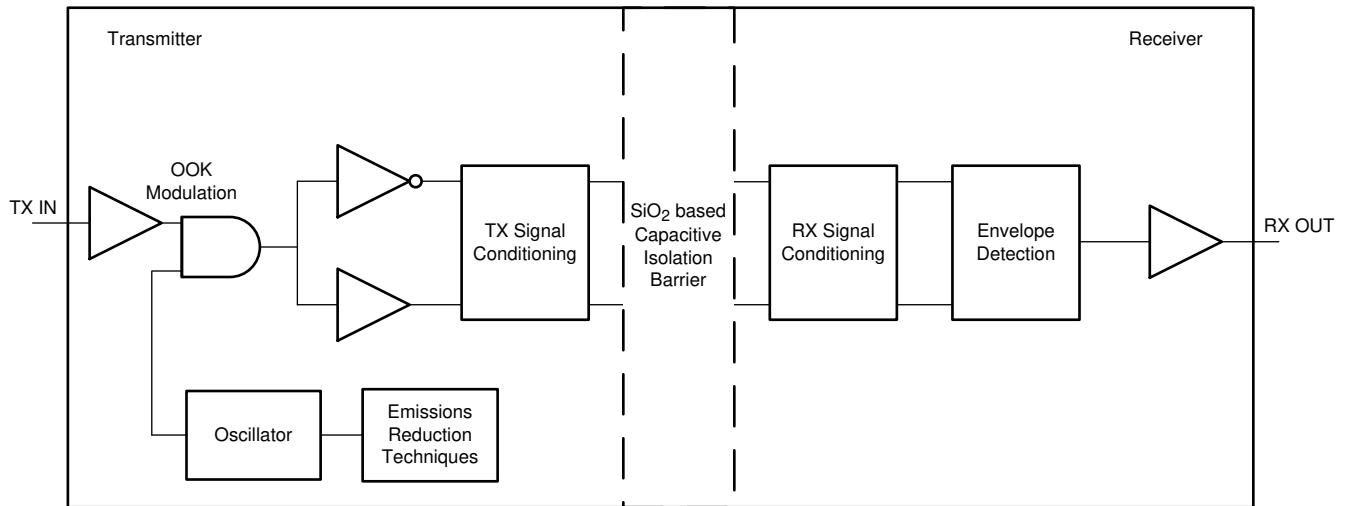 Transmitter
Receiver
OOK
Modulation
TX IN
TX Signal
Conditioning
SiO2 based
Capacitive
Isolation
Barrier
RX Signal
Conditioning
Envelope
Detection
RX OUT
Oscillator
Emissions
Reduction
Techniques